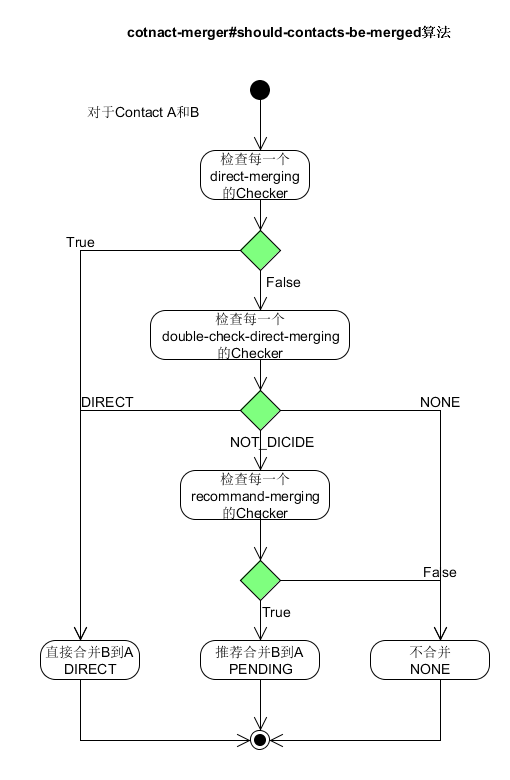 cotnact-merger#should-contacts-be-merged算法
对于Contact A和B
检查每一个
direct-merging
的Checker
True
False
检查每一个
double-check-direct-merging
的Checker
DIRECT
NONE
NOT_DICIDE
检查每一个
recommand-merging
的Checker
False
True
直接合并B到A
DIRECT
推荐合并B到A
PENDING
不合并
NONE